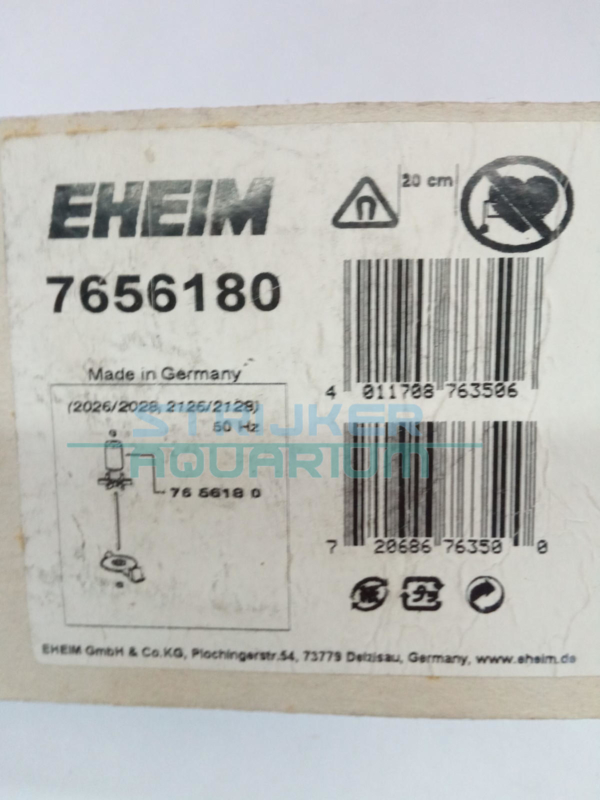 EHEIM
20 cm
7656180
4 011708 763506
Made in Germany
(2026/2028, 2126/2128)
50 Hz
76 5618 0
STRIJKER
AQUARIUM
7 20686 76350 0
EHEIM GmbH & Co.KG, Plochingerstr.54, 73779 Deizisau, Germany, www.eheim.de